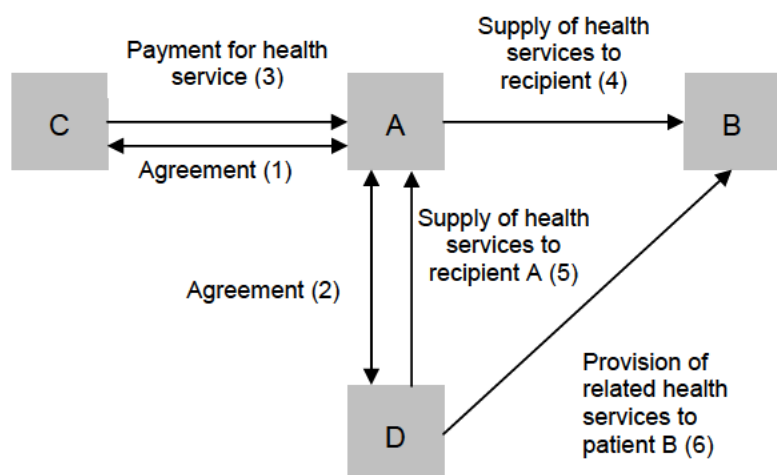 Payment for health
service (3)
Supply of health
services to
recipient (4)
C
A
B
Agreement (1)
Supply of health
services to
recipient A (5)
Agreement (2)
Provision of
related health
services to
patient B (6)
D